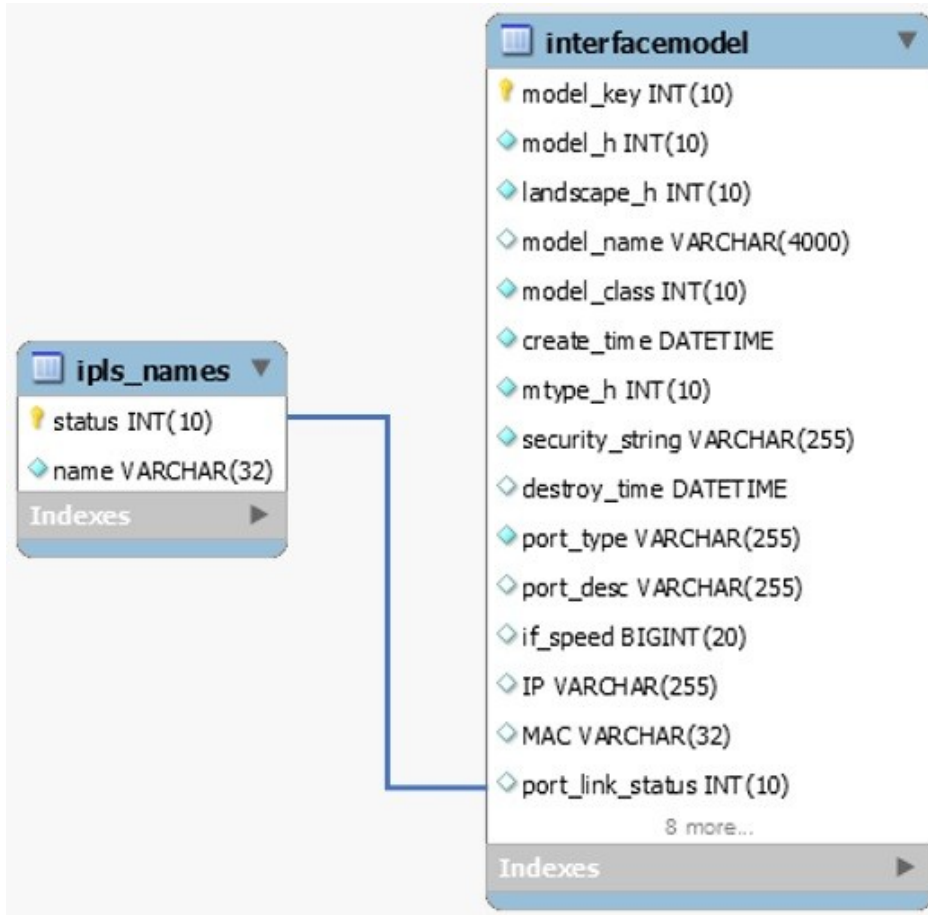 interfacemodel
model_key INT(10)
model_h INT(10)
landscape_h INT(10)
model_name VARCHAR(4000)
model_class INT(10)
create_time DATETIME
mtype_h INT(10)
security_string VARCHAR(255)
destroy_time DATETIME
port_type VARCHAR(255)
port_desc VARCHAR(255)
if_speed BIGINT(20)
IP VARCHAR(255)
MAC VARCHAR(32)
port_link_status INT(10)
8 more...
Indexes
ipls_names
status INT(10)
name VARCHAR(32)
Indexes